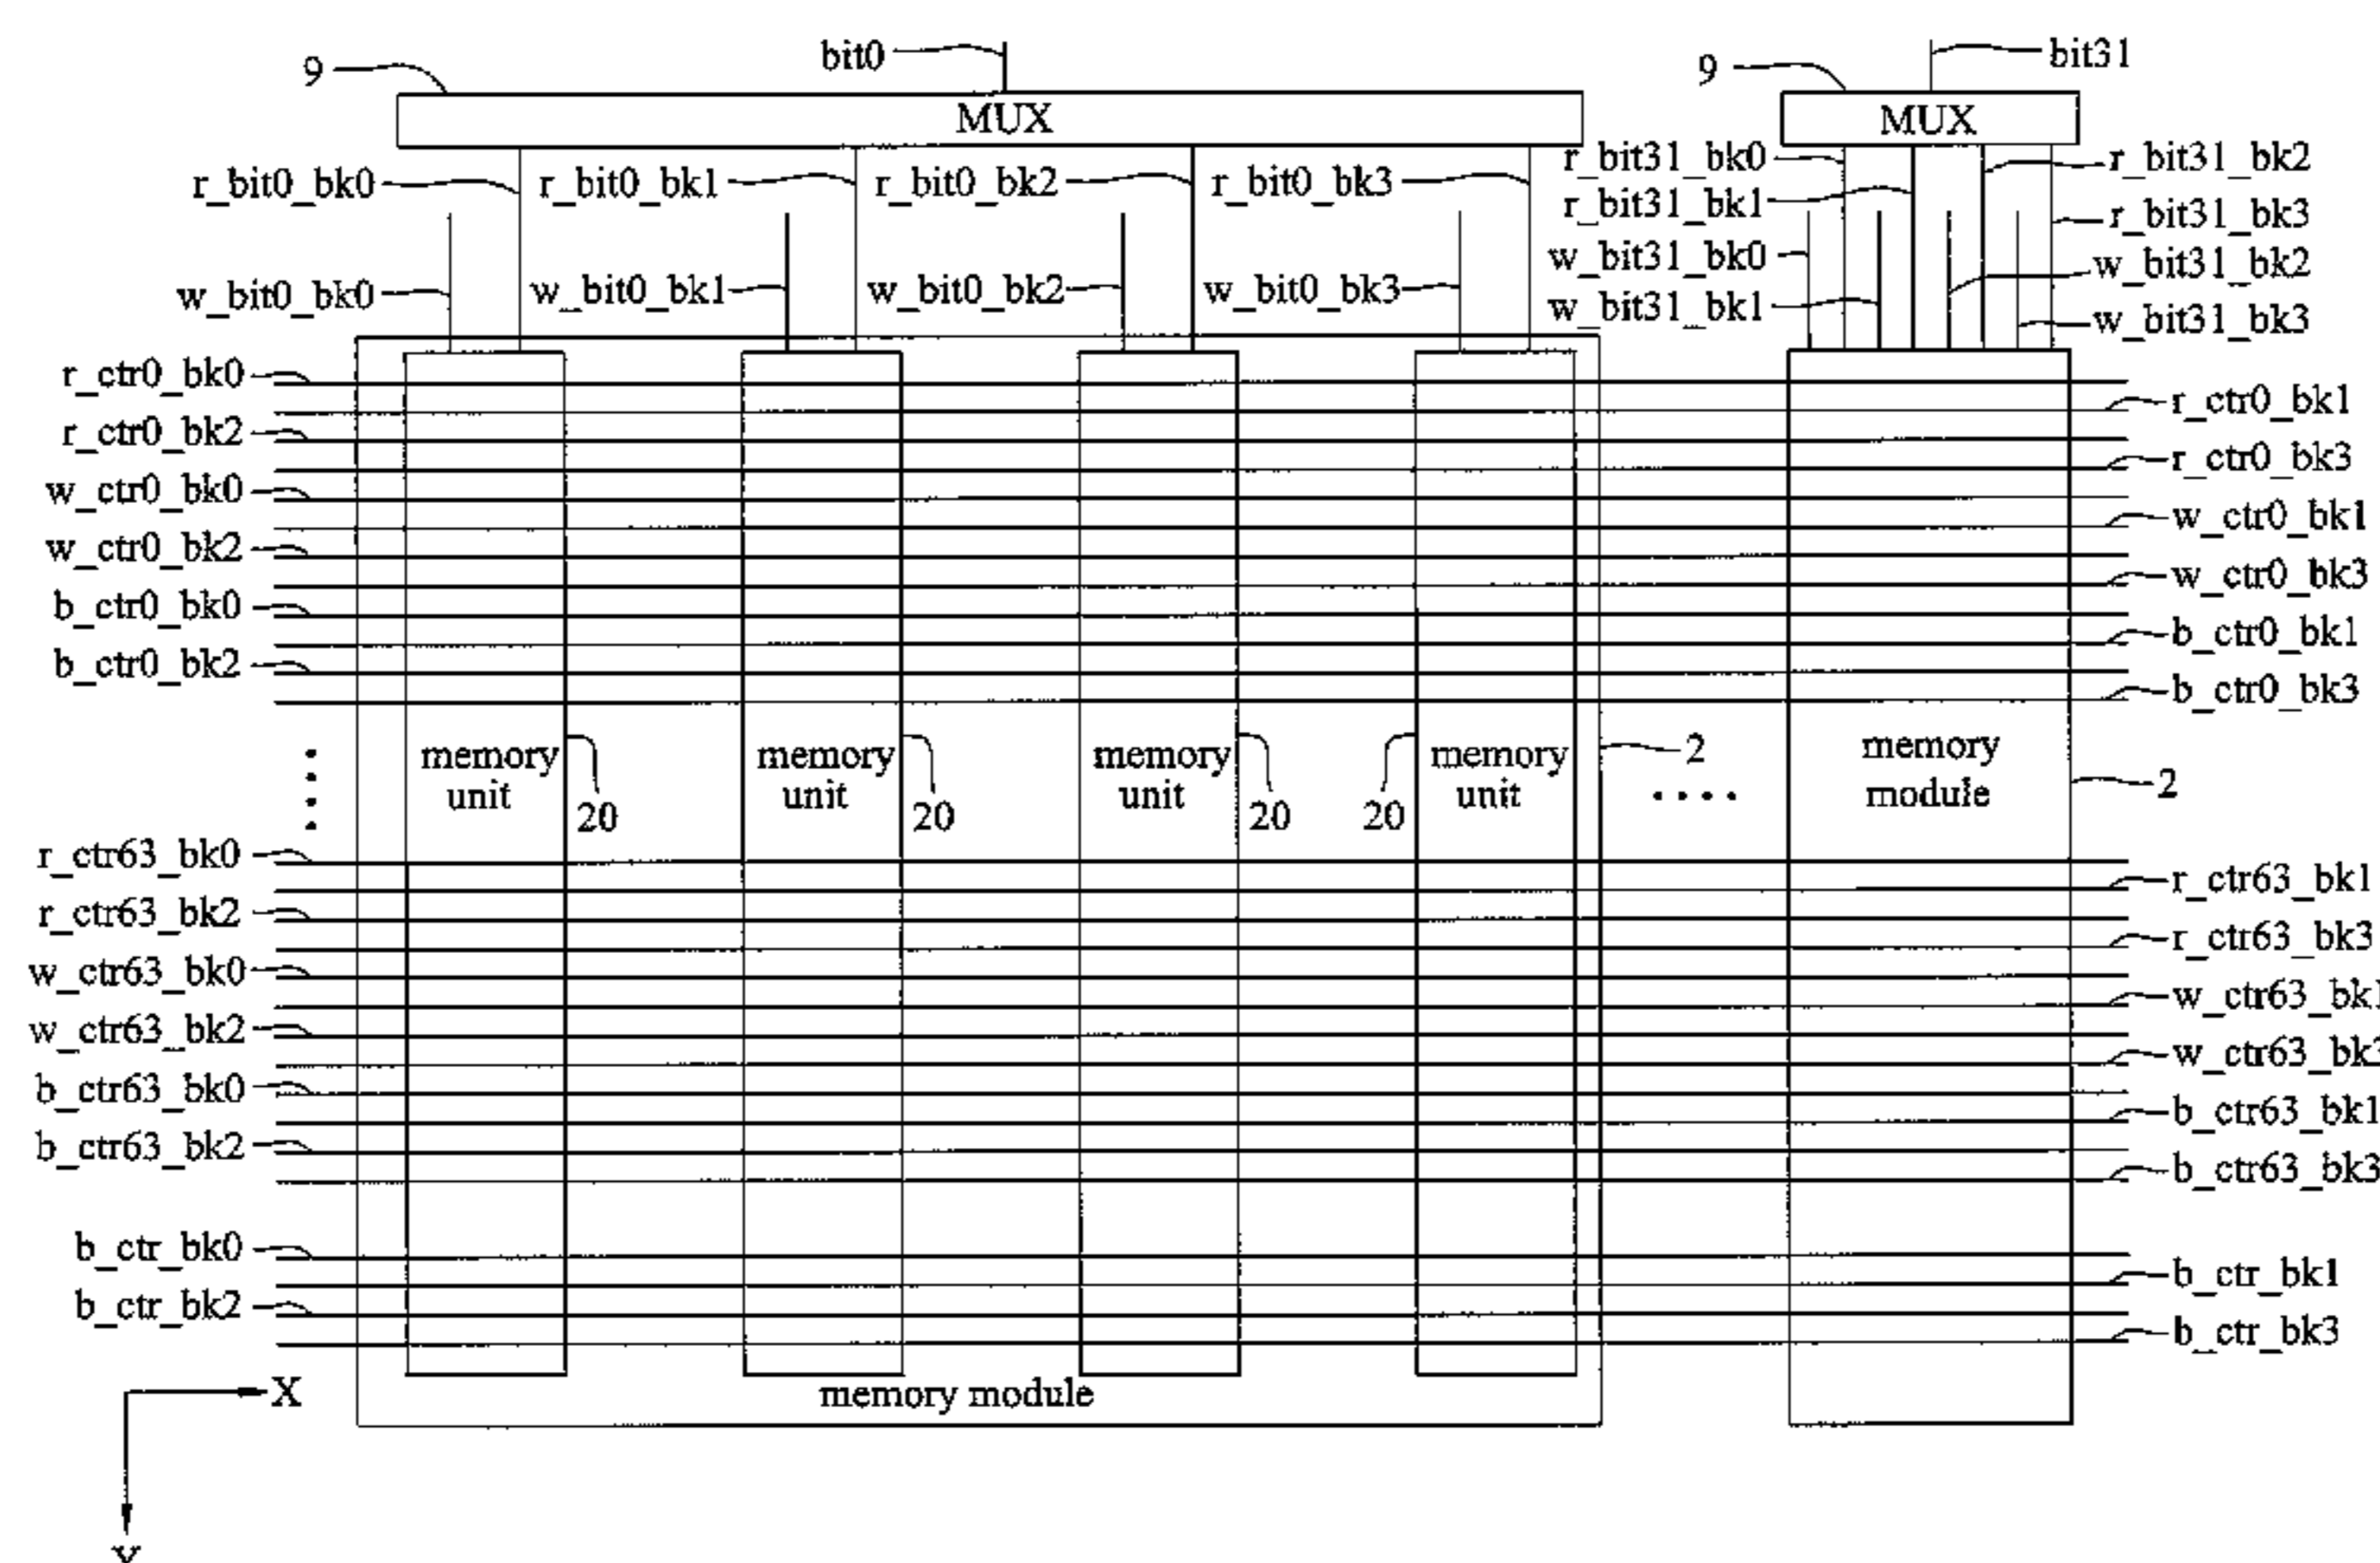 bit0
bit31
9
9
MUX
MUX
r_bit0_bk0
r_bit0_bk1
r_bit0_bk2
r_bit0_bk3
r_bit31_bk0
r_bit31_bk2
r_bit31_bk1
r_bit31_bk3
w_bit0_bk0
w_bit0_bk1
w_bit0_bk2
w_bit0_bk3
w_bit31_bk0
w_bit31_bk2
w_bit31_bk1
w_bit31_bk3
r_ctr0_bk0
r_ctr0_bk1
r_ctr0_bk2
r_ctr0_bk3
w_ctr0_bk0
w_ctr0_bk1
w_ctr0_bk2
w_ctr0_bk3
b_ctr0_bk0
b_ctr0_bk1
b_ctr0_bk2
b_ctr0_bk3
memory
unit
20
memory
unit
20
memory
unit
20
20
memory
unit
2
memory
module
2
r_ctr63_bk0
r_ctr63_bk1
r_ctr63_bk2
r_ctr63_bk3
w_ctr63_bk0
w_ctr63_bk1
w_ctr63_bk2
w_ctr63_bk3
b_ctr63_bk0
b_ctr63_bk1
b_ctr63_bk2
b_ctr63_bk3
b_ctr_bk0
b_ctr_bk1
b_ctr_bk2
b_ctr_bk3
memory module
X
Y